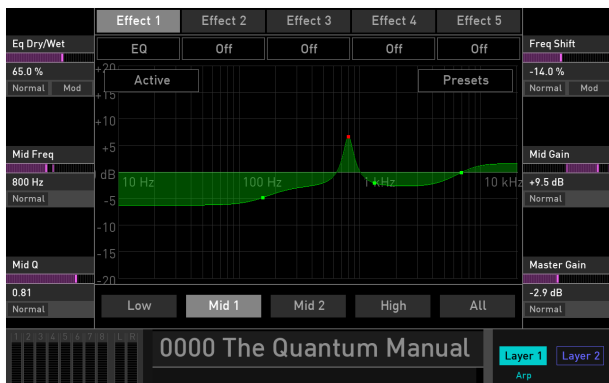 Effect 1 Effect 2 Effect 3 Effect 4 Effect 5
Eq Dry/Wet EQ Off Off Off Off Freq Shift
65.0 % -14.0 %
Normal Mod Active Presets Normal Mod
+20
+15
+10
+5
Mid Freq Mid Gain
dB 10 Hz 100 Hz 1 kHz 10 kHz
800 Hz +9.5 dB
Normal Normal
-5
-10
-15
-20
Mid Q Master Gain
0.81 -2.9 dB
Normal Low Mid 1 Mid 2 High All Normal
1 2 3 4 5 6 7 8 L R
0000 The Quantum Manual
Layer 1 Layer 2
Arp